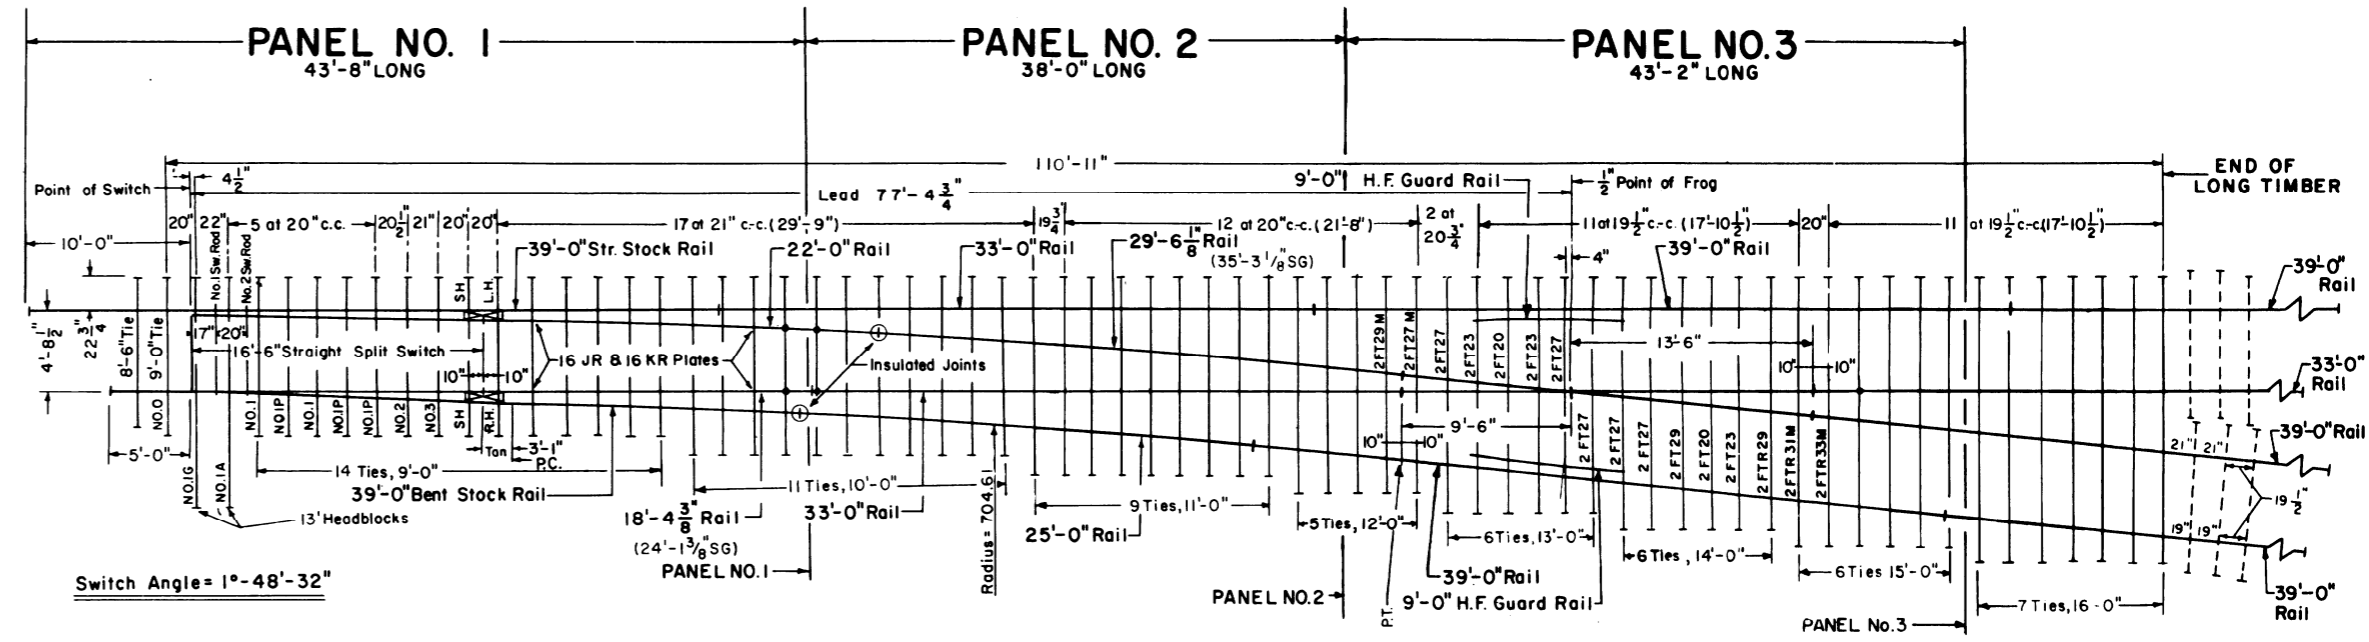 PANEL NO. 1
43'-8" LONG
PANEL NO. 2
38'-0" LONG
PANEL NO. 3
43'-2" LONG
110'-11"
END OF
LONG TIMBER
Point of Switch
4 1/2"
Lead 77'-4 3/4"
9'-0" H.F. Guard Rail
1/2" Point of Frog
20"
22"
5 at 20" c.c.
20 1/2"
21"
20"
20"
17 at 21" c.-c. (29'-9")
19 3/4"
12 at 20" c.-c. (21'-8")
2 at
20 3/4"
11 at 19 1/2" c.-c. (17'-10 1/2")
20"
11 at 19 1/2" c.-c. (17'-10 1/2")
10'-0"
No.1 Sw. Rod
No.2 Sw. Rod
39'-0" Str. Stock Rail
22'-0" Rail
33'-0" Rail
29'-6 1/8" Rail
(35'-3 1/8" SG)
39'-0" Rail
4"
39'-0"
Rail
SH
L.H.
4'-8 1/2"
22 3/4"
8'-6" Tie
9'-0" Tie
17"
20"
16'-6" Straight Split Switch
16 JR & 16 KR Plates
Insulated Joints
2FT29M
2FT27M
2FT27
2FT23
2FT20
2FT23
2FT27
13'-6"
10"
10"
33'-0"
Rail
10"
10"
NO.0
NO.1G
NO.1A
NO.1
NO.1P
NO.1
NO.1P
NO.1P
NO.2
NO.3
SH
R.H.
Tan
3'-1"
P.C.
9'-6"
10"
10"
2FT27
2FT27
2FT27
2FT29
2FT20
2FT23
2FTR29
2FTR31M
2FTR33M
21"
21"
39'-0" Rail
5'-0"
14 Ties, 9'-0"
39'-0" Bent Stock Rail
11 Ties, 10'-0"
9 Ties, 11'-0"
5 Ties, 12'-0"
6 Ties, 13'-0"
6 Ties, 14'-0"
6 Ties 15'-0"
7 Ties, 16'-0"
19 1/2"
19"
19"
13' Headblocks
18'-4 3/8" Rail
(24'-1 3/8" SG)
33'-0" Rail
Radius = 704.61
25'-0" Rail
39'-0" Rail
9'-0" H.F. Guard Rail
P.T.
39'-0"
Rail
Switch Angle = 1°-48'-32"
PANEL NO.1
PANEL NO.2
PANEL No.3